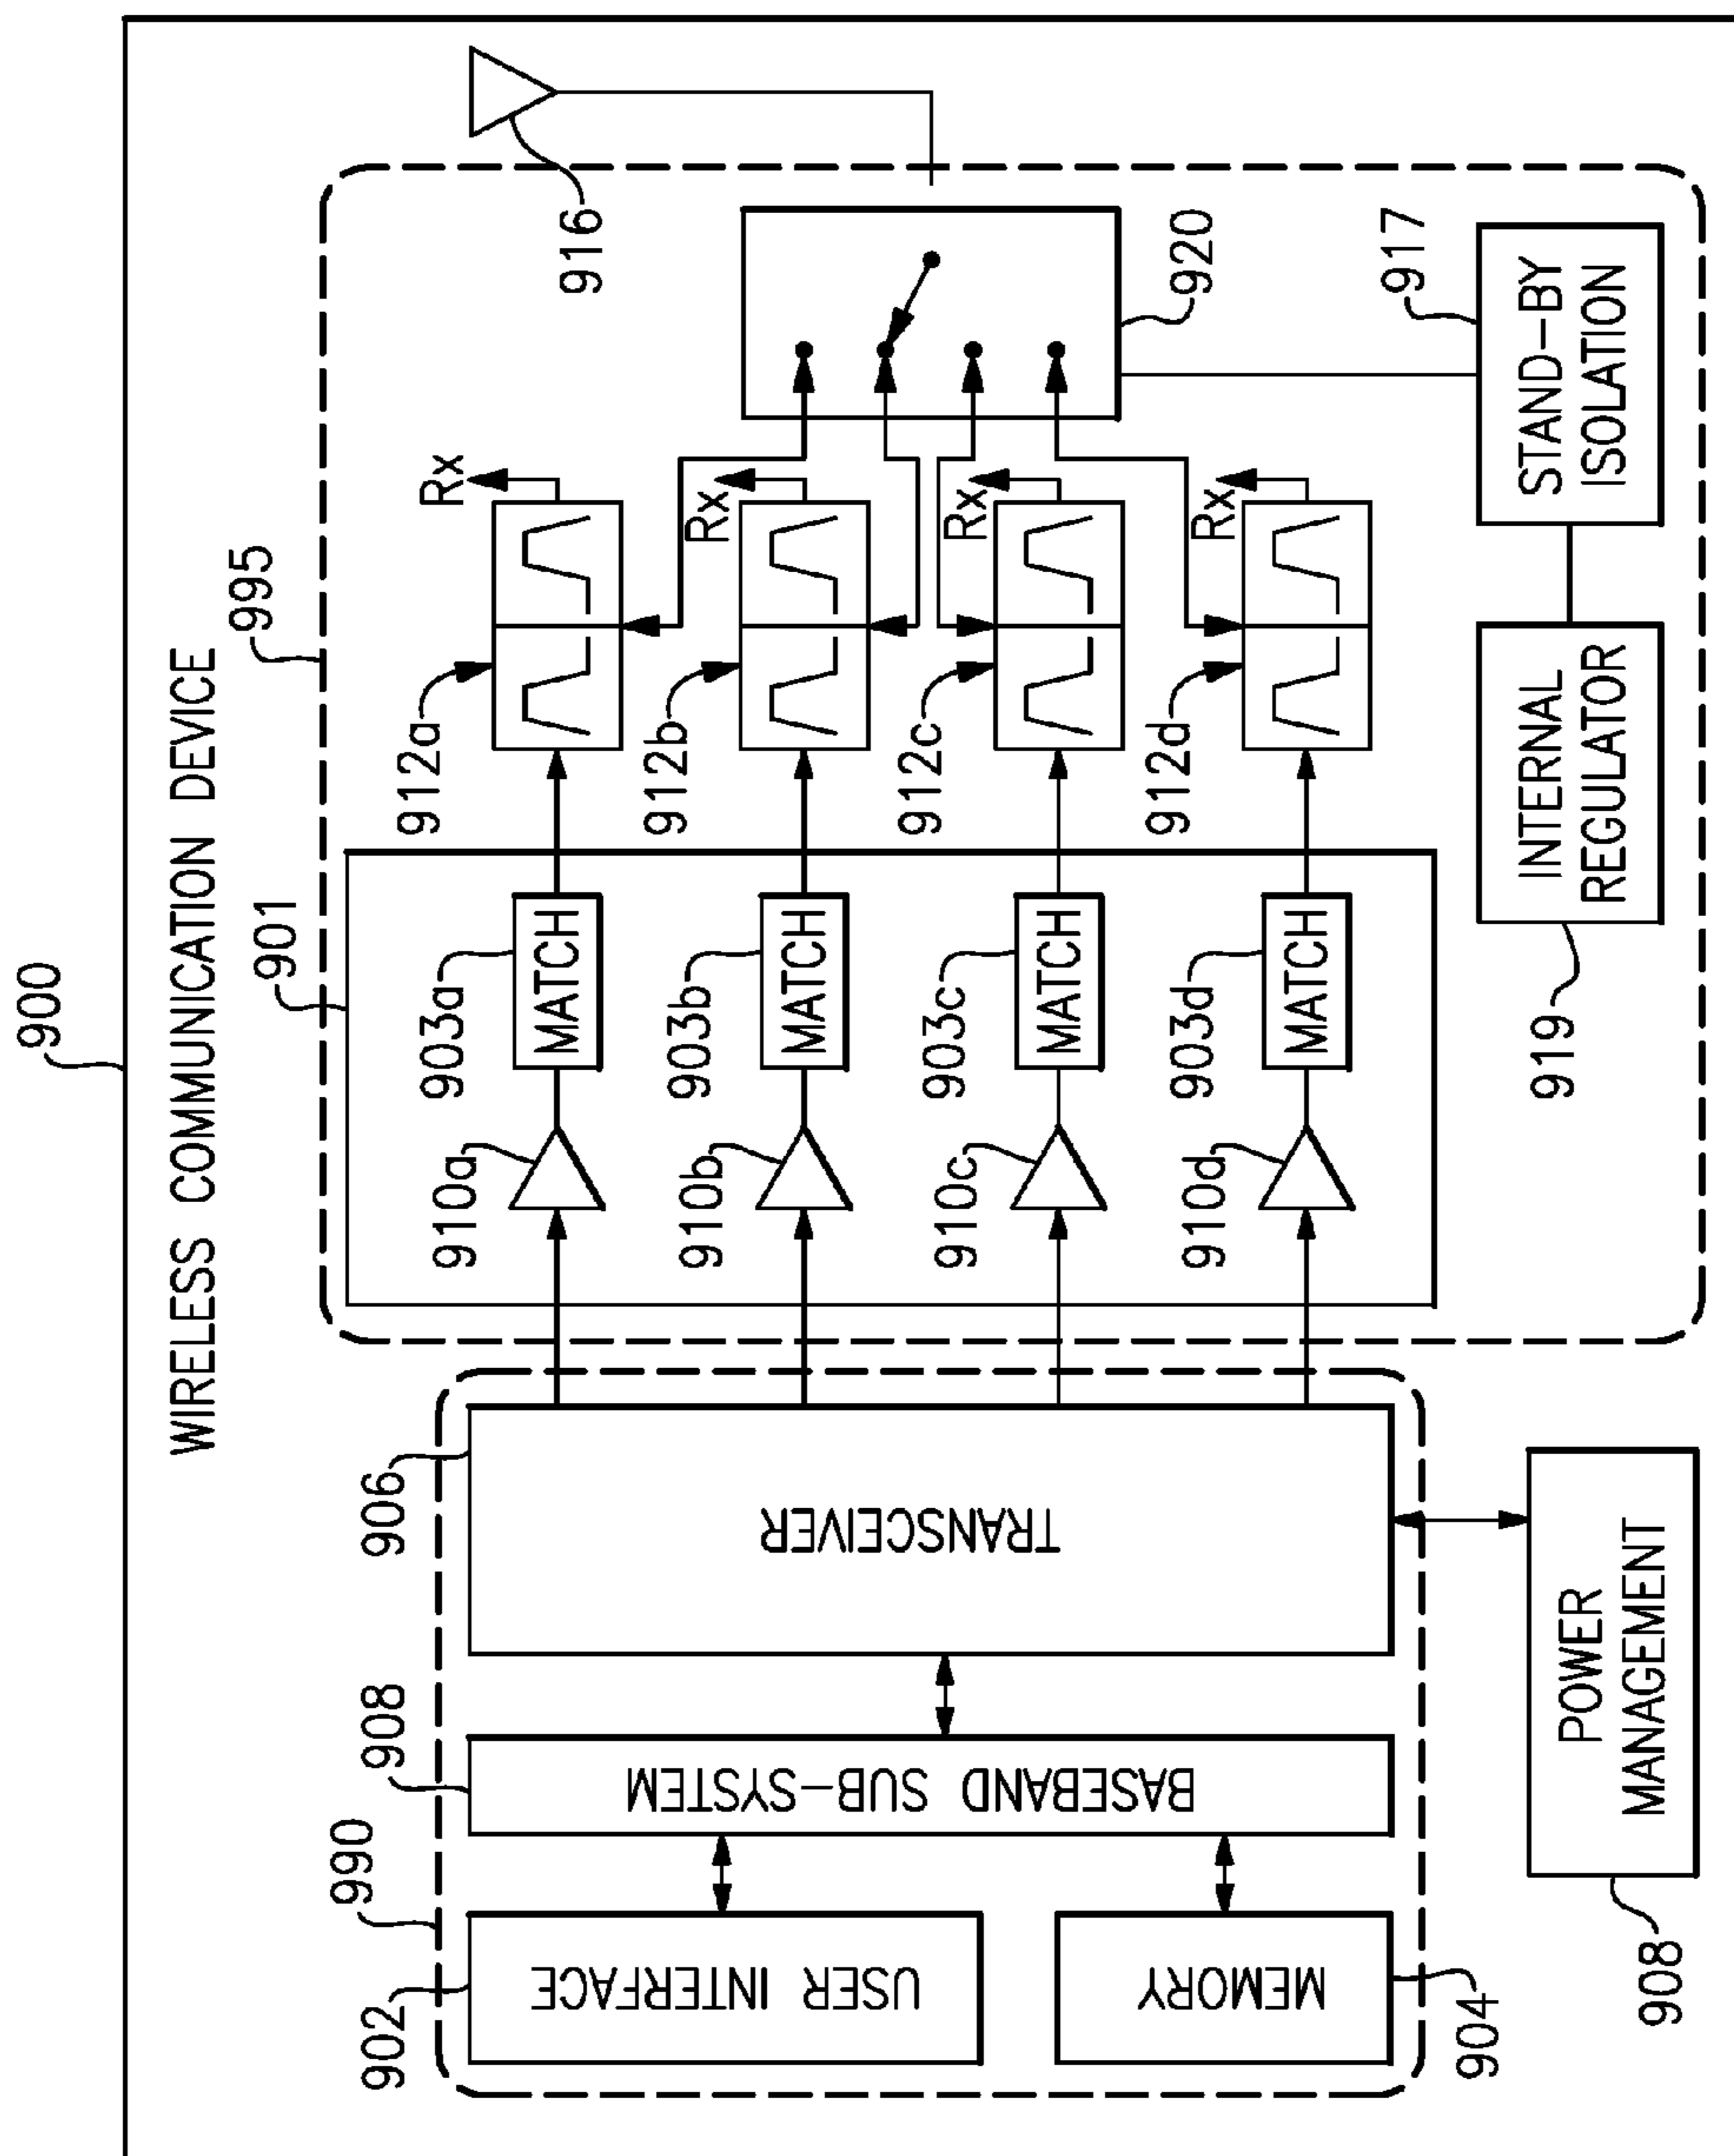 900
WIRELESS COMMUNICATION DEVICE
990
902
USER INTERFACE
MEMORY
904
908
BASEBAND SUB-SYSTEM
906
TRANSCEIVER
POWER
MANAGEMENT
908
995
901
910a
903a
MATCH
912a
Rx
910b
903b
MATCH
912b
Rx
910c
903c
MATCH
912c
Rx
910d
903d
MATCH
912d
Rx
916
920
919
INTERNAL
REGULATOR
917
STAND-BY
ISOLATION